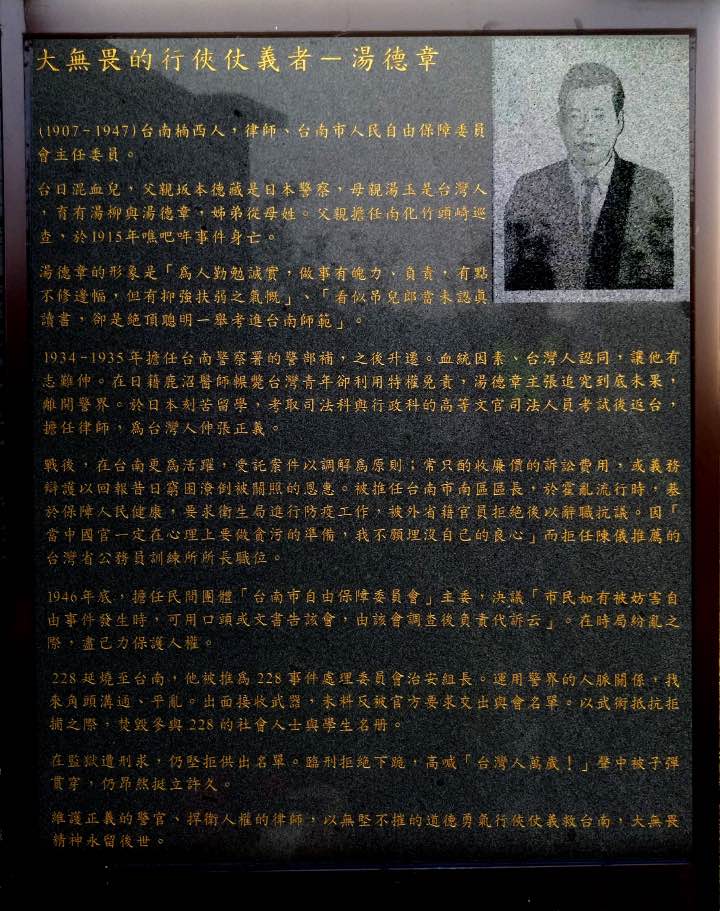 大無畏的行俠仗義者－湯德章
(1907-1947)台南楠西人，律師、台南市人民自由保障委員
會主任委員。
台日混血兒，父親坂本德藏是日本警察，母親湯玉是台灣人
，育有湯柳與湯德章，姊弟從母姓。父親擔任南化竹頭崎巡
查、於1915年噍吧哖事件身亡。
湯德章的形象是「為人勤勉誠實，做事有魄力、負責，有點
不修邊幅，但有抑強扶弱之氣慨」、「看似吊兒郎當未認真
讀書，卻是絕頂聰明一舉考進台南師範」。
1934-1935年擔任台南警察署的警部補，之後升遷。血統因素、台灣人認同，讓他有
志難伸。在日籍鹿沼醫師輾斃台灣青年卻利用特權免責，湯德章主張追究到底未果，
離開警界。於日本刻苦留學，考取司法科與行政科的高等文官司法人員考試後返台，
擔任律師，為台灣人伸張正義。
戰後，在台南更為活躍，受託案件以調解為原則；常只酌收廉價的訴訟費用，或義務
辯護以回報昔日窮困潦倒被關照的恩惠。被推任台南市南區區長，於霍亂流行時，基
於保障人民健康，要求衛生局進行防疫工作，被外省籍官員拒絕後以辭職抗議。因「
當中國官一定在心理上要做貪污的準備，我不願埋沒自己的良心」而拒任陳儀推薦的
台灣省公務員訓練所所長職位。
1946年底，擔任民間團體「台南市自由保障委員會」主委，決議「市民如有被妨害自
由事件發生時，可用口頭或文書告該會，由該會調查後負責代訴云」。在時局紛亂之
際，盡己力保護人權。
228延燒至台南，他被推為228事件處理委員會治安組長。運用警界的人脈關係，找
來角頭溝通、平亂。出面接收武器，未料反被官方要求交出與會名單。以武術抵抗拒
捕之際，焚毀參與228的社會人士與學生名冊。
在監獄遭刑求，仍堅拒供出名單。臨刑拒絕下跪，高喊「台灣人萬歲！」聲中被子彈
貫穿，仍昂然挺立許久。
維護正義的警官、捍衛人權的律師，以無堅不摧的道德勇氣行俠仗義救台南，大無畏
精神永留後世。